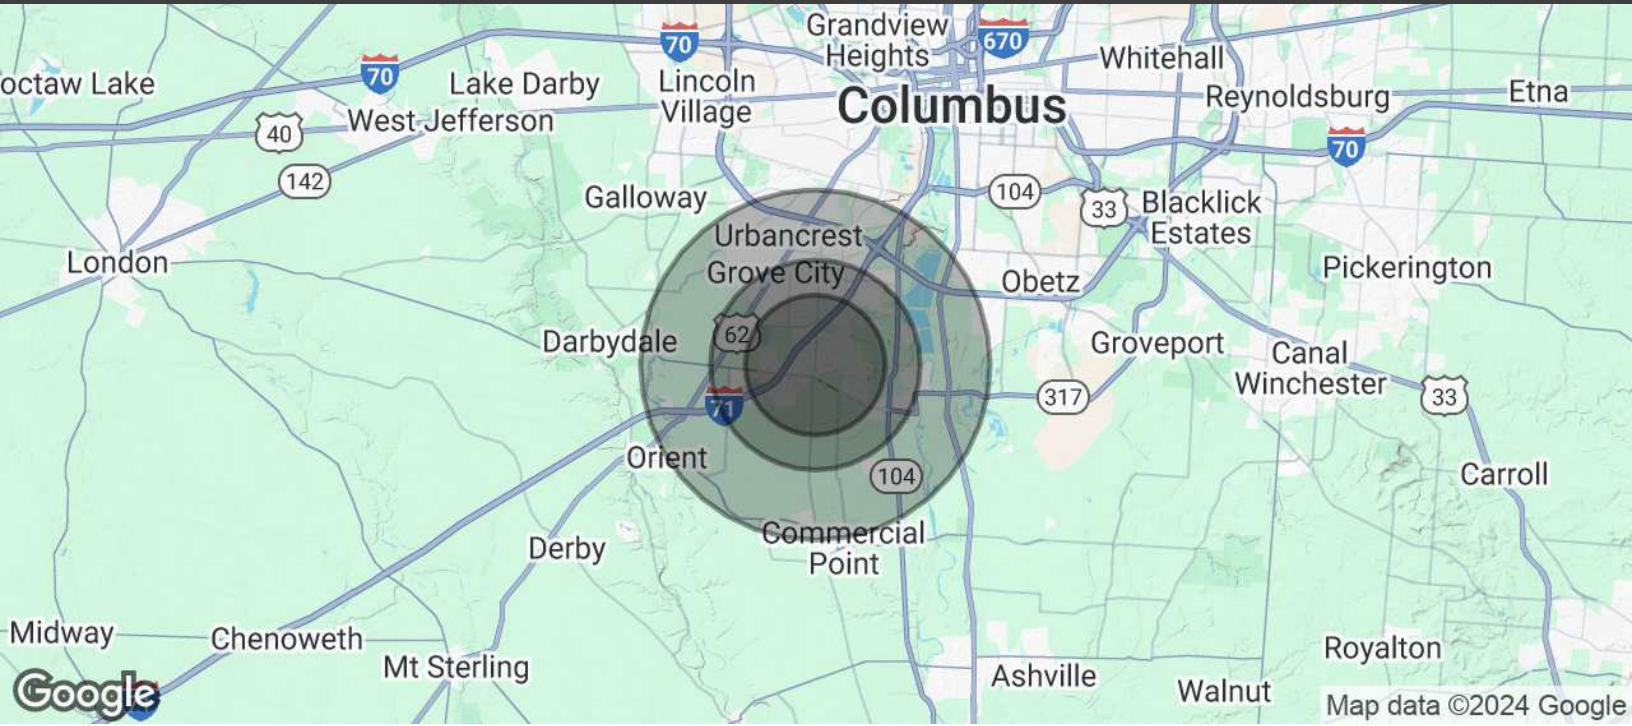 Grandview
Heights
70
670
Whitehall
70
octaw Lake
Lake Darby
Lincoln
Village
Columbus
Reynoldsburg
Etna
West Jefferson
40
70
142
Galloway
104
33
Blacklick
Estates
Urbancrest
London
Grove City
Obetz
Pickerington
62
Darbydale
Groveport
Canal
Winchester
71
317
33
Orient
104
Carroll
Commercial
Point
Derby
Midway
Chenoweth
Mt Sterling
Royalton
Ashville
Walnut
Google
Map data ©2024 Google